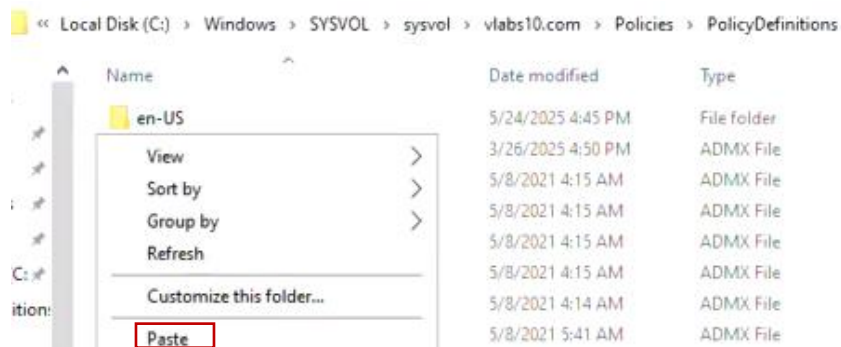 « Local Disk (C:) > Windows > SYSVOL > sysvol > vlabs10.com > Policies > PolicyDefinitions
Name Date modified Type
en-US 5/24/2025 4:45 PM File folder
View > 3/26/2025 4:50 PM ADMX File
Sort by > 5/8/2021 4:15 AM ADMX File
5/8/2021 4:15 AM ADMX File
Group by >
5/8/2021 4:15 AM ADMX File
Refresh
C: 5/8/2021 4:15 AM ADMX File
Customize this folder...
itions 5/8/2021 4:14 AM ADMX File
Paste 5/8/2021 5:41 AM ADMX File